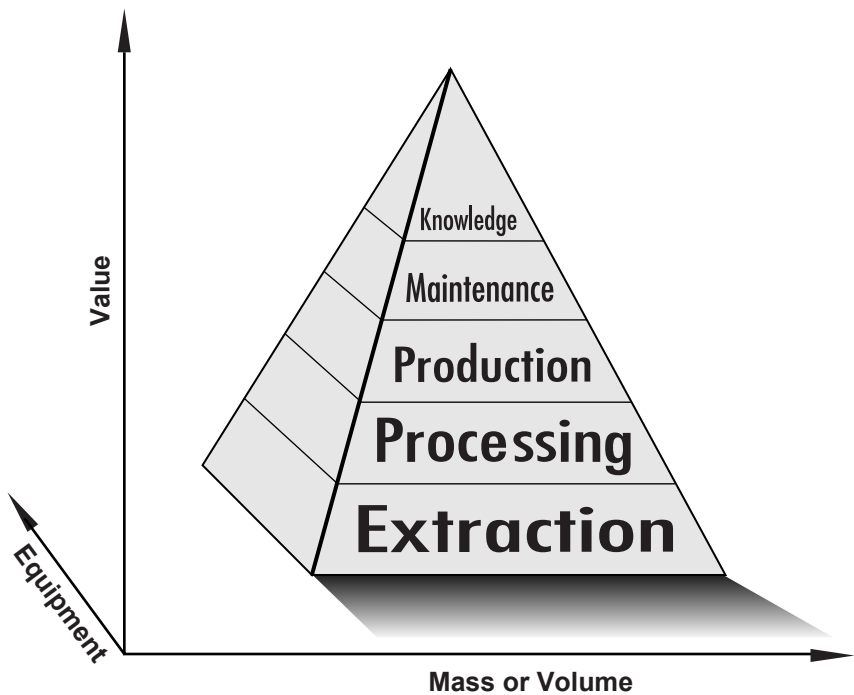 Value
Knowledge
Maintenance
Production
Processing
Extraction
Equipment
Mass or Volume